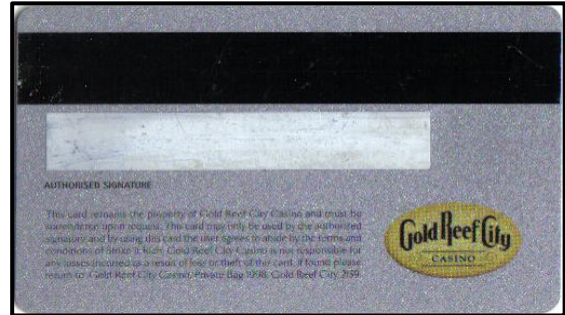 AUTHORISED SIGNATURE
This card remains the property of Gold Reef City Casino and must be
surrendered upon request. This card may only be used by the authorized
signature and by using this card the user agrees to abide by the terms and
conditions of Strike it Rich. Gold Reef City Casino is not responsible for
any losses incurred as a result of loss or theft of this card. If found please
return to: Gold Reef City Casino, Private Bag Gold Reef City 2159.
Gold Reef City
CASINO